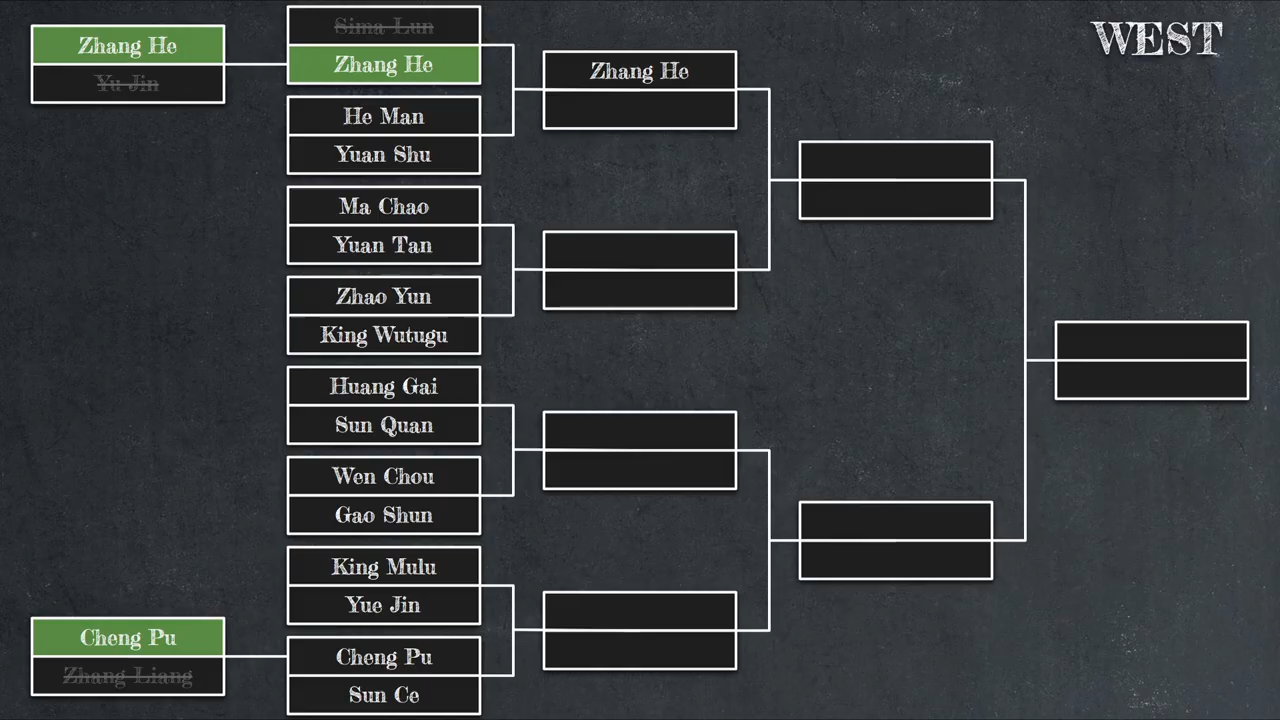 WEST
Zhang He
Yu Jin
Sima Lun
Zhang He
He Man
Yuan Shu
Ma Chao
Yuan Tan
Zhao Yun
King Wutugu
Huang Gai
Sun Quan
Wen Chou
Gao Shun
King Mulu
Yue Jin
Cheng Pu
Zhang Liang
Cheng Pu
Sun Ce
Zhang He